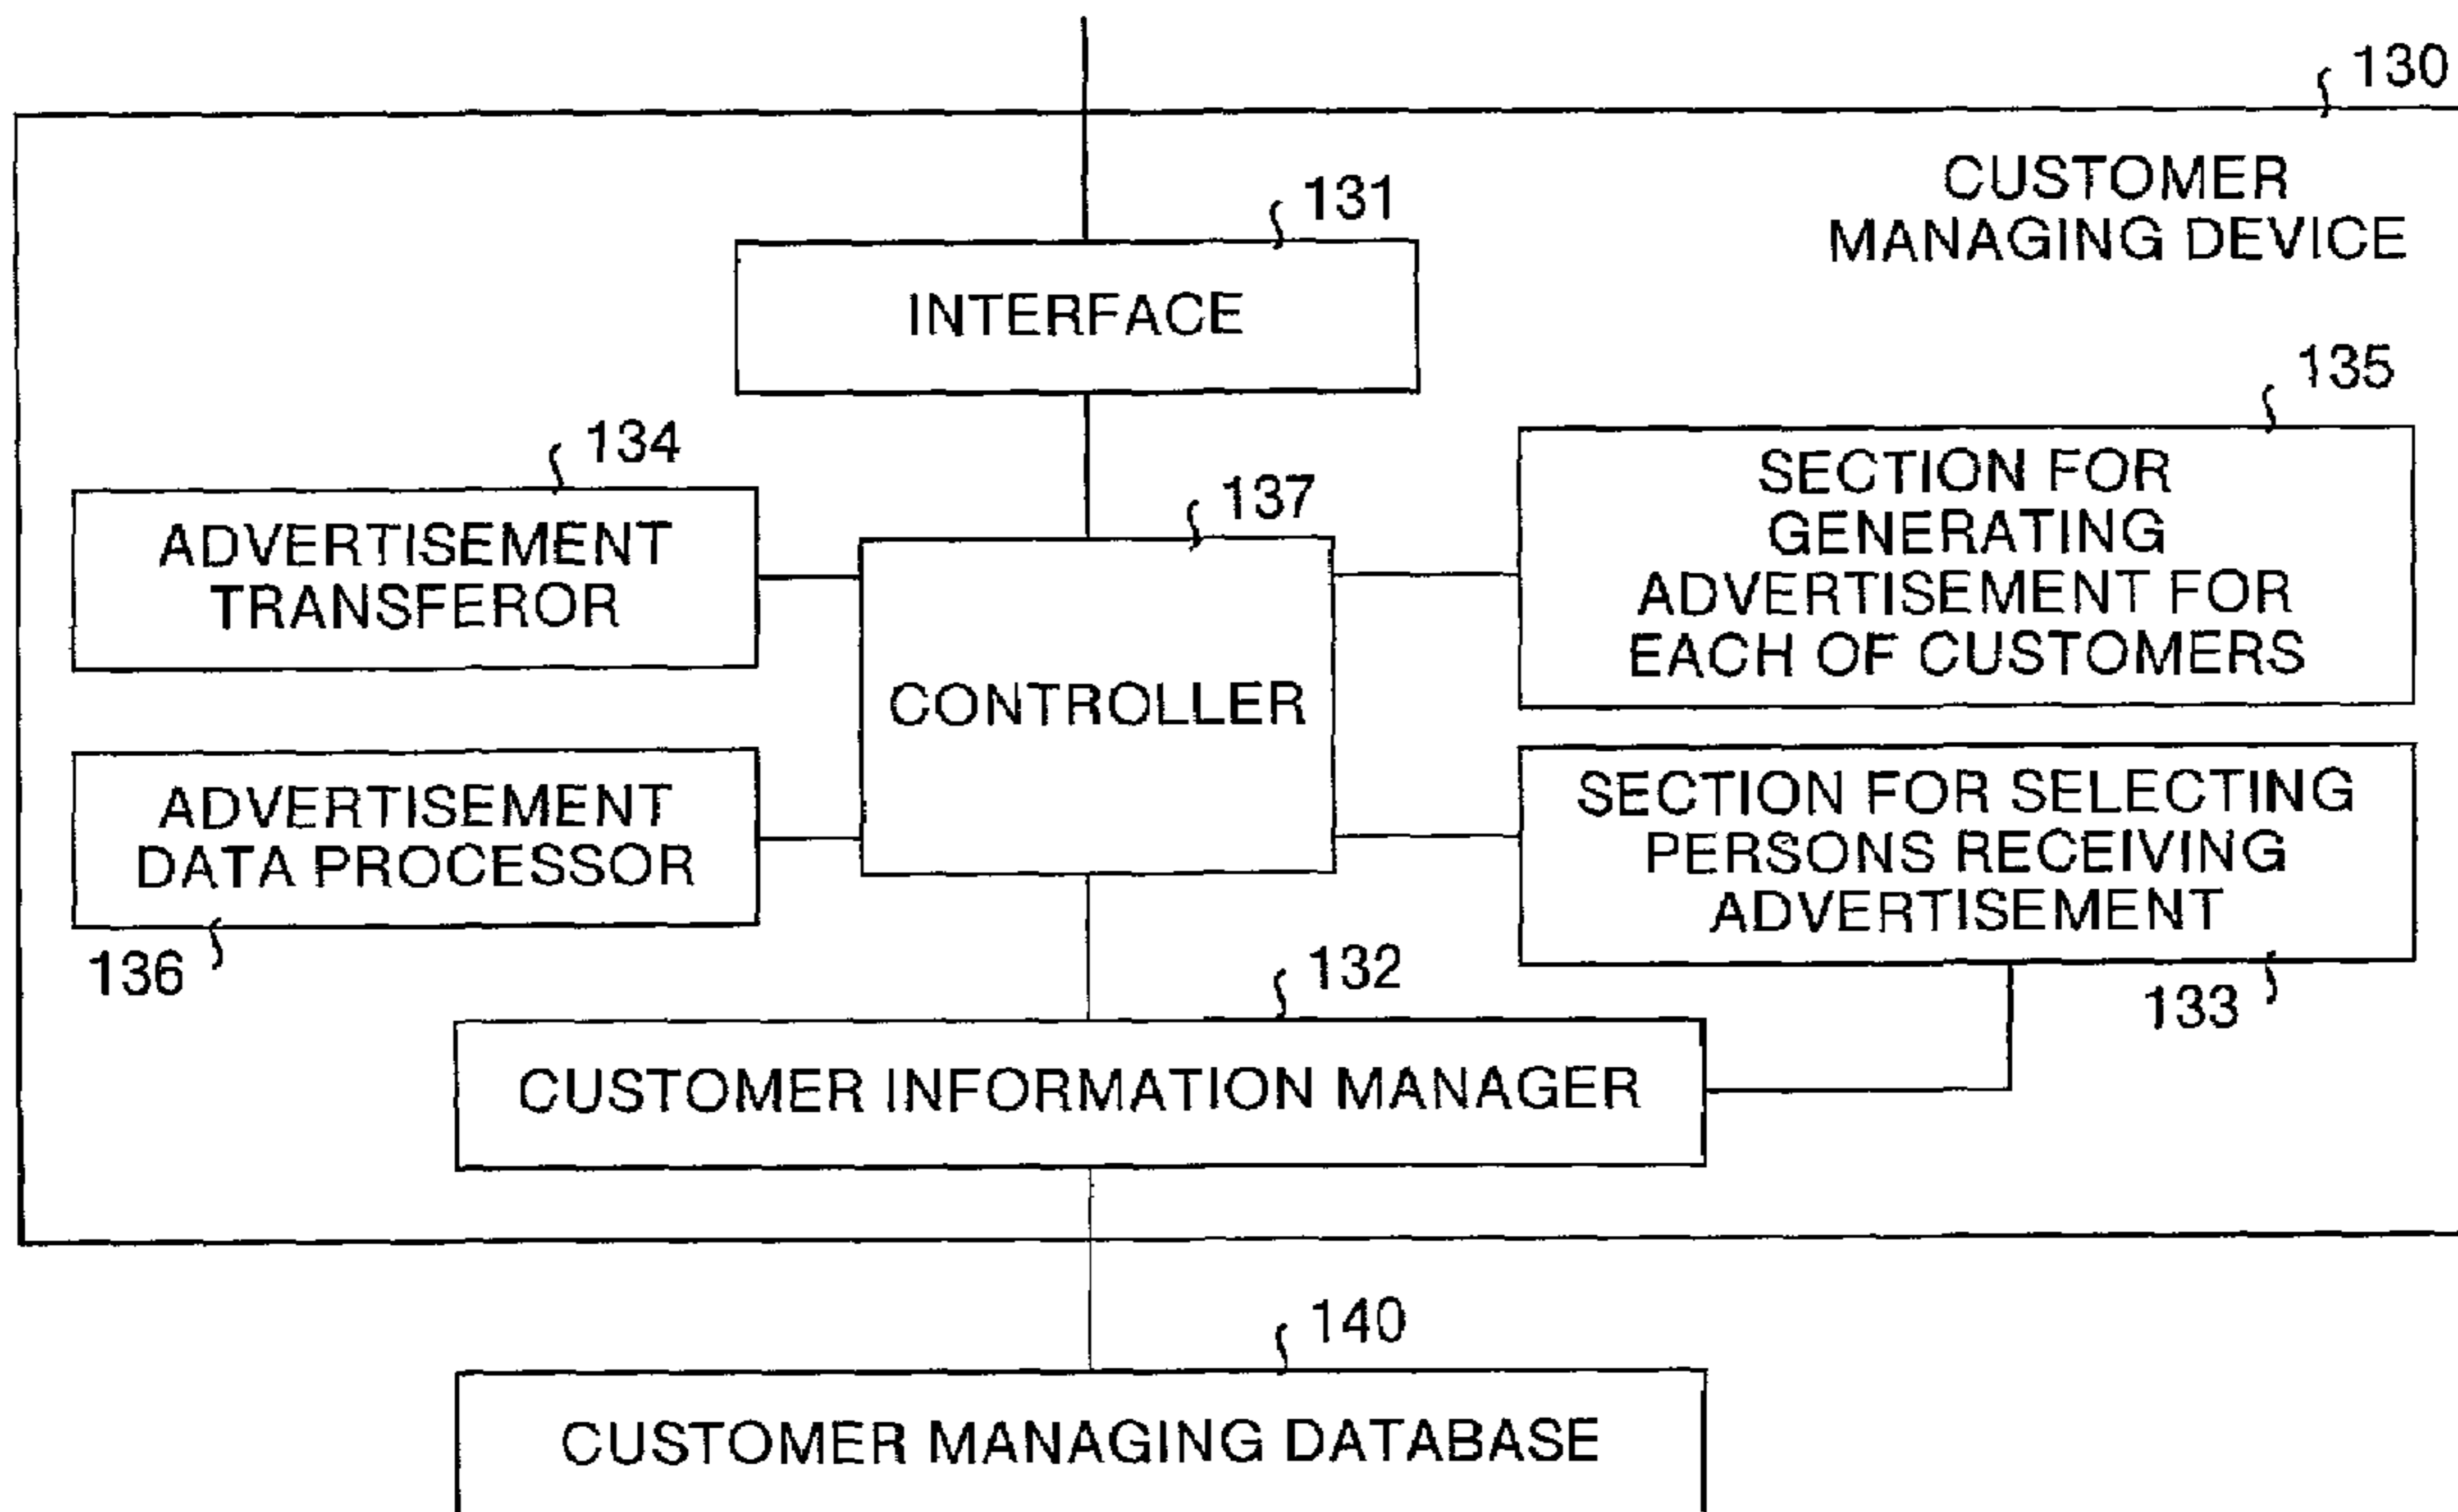 130
CUSTOMER
MANAGING DEVICE
131
INTERFACE
135
SECTION FOR
GENERATING
ADVERTISEMENT FOR
EACH OF CUSTOMERS
134
ADVERTISEMENT
TRANSFEROR
137
CONTROLLER
ADVERTISEMENT
DATA PROCESSOR
136
SECTION FOR SELECTING
PERSONS RECEIVING
ADVERTISEMENT
133
132
CUSTOMER INFORMATION MANAGER
140
CUSTOMER MANAGING DATABASE